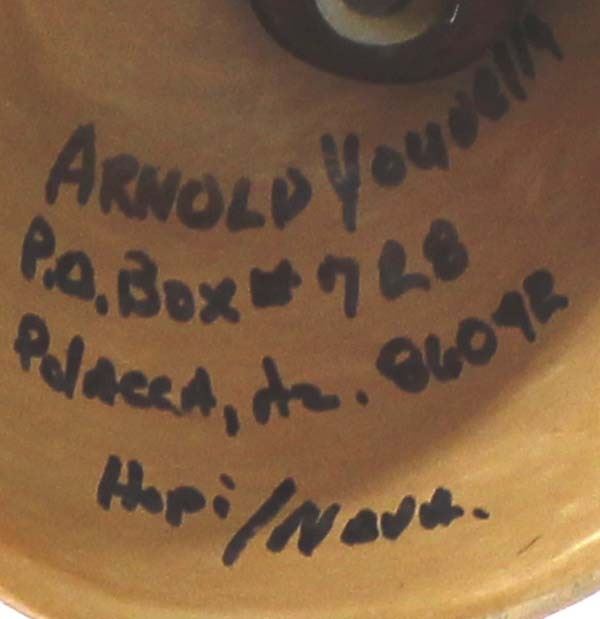 ARNOLD Youvella
P.O. Box # 728
Polacca, Az. 86042
Hopi/Nava.